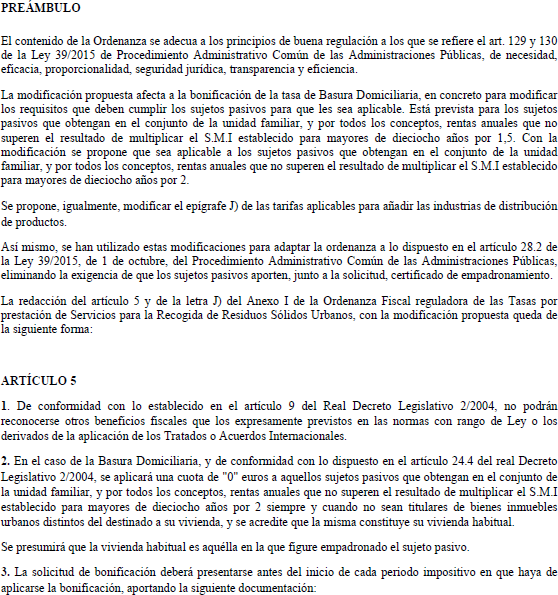 PREÁMBULO
El contenido de la Ordenanza se adecua a los principios de buena regulación a los que se refiere el art. 129 y 130
de la Ley 39/2015 de Procedimiento Administrativo Común de las Administraciones Públicas, de necesidad,
eficacia, proporcionalidad, seguridad jurídica, transparencia y eficiencia.
La modificación propuesta afecta a la bonificación de la tasa de Basura Domiciliaria, en concreto para modificar
los requisitos que deben cumplir los sujetos pasivos para que les sea aplicable. Está prevista para los sujetos
pasivos que obtengan en el conjunto de la unidad familiar, y por todos los conceptos, rentas anuales que no
superen el resultado de multiplicar el S.M.I establecido para mayores de dieciocho años por 1,5. Con la
modificación se propone que sea aplicable a los sujetos pasivos que obtengan en el conjunto de la unidad
familiar, y por todos los conceptos, rentas anuales que no superen el resultado de multiplicar el S.M.I establecido
para mayores de dieciocho años por 2.
Se propone, igualmente, modificar el epígrafe J) de las tarifas aplicables para añadir las industrias de distribución
de productos.
Así mismo, se han utilizado estas modificaciones para adaptar la ordenanza a lo dispuesto en el artículo 28.2 de
la Ley 39/2015, de 1 de octubre, del Procedimiento Administrativo Común de las Administraciones Públicas,
eliminando la exigencia de que los sujetos pasivos aporten, junto a la solicitud, certificado de empadronamiento.
La redacción del artículo 5 y de la letra J) del Anexo I de la Ordenanza Fiscal reguladora de las Tasas por
prestación de Servicios para la Recogida de Residuos Sólidos Urbanos, con la modificación propuesta queda de
la siguiente forma:
ARTÍCULO 5
1. De conformidad con lo establecido en el artículo 9 del Real Decreto Legislativo 2/2004, no podrán
reconocerse otros beneficios fiscales que los expresamente previstos en las normas con rango de Ley o los
derivados de la aplicación de los Tratados o Acuerdos Internacionales.
2. En el caso de la Basura Domiciliaria, y de conformidad con lo dispuesto en el artículo 24.4 del real Decreto
Legislativo 2/2004, se aplicará una cuota de "0" euros a aquellos sujetos pasivos que obtengan en el conjunto de
la unidad familiar, y por todos los conceptos, rentas anuales que no superen el resultado de multiplicar el S.M.I
establecido para mayores de dieciocho años por 2 siempre y cuando no sean titulares de bienes inmuebles
urbanos distintos del destinado a su vivienda, y se acredite que la misma constituye su vivienda habitual.
Se presumirá que la vivienda habitual es aquélla en la que figure empadronado el sujeto pasivo.
3. La solicitud de bonificación deberá presentarse antes del inicio de cada periodo impositivo en que haya de
aplicarse la bonificación, aportando la siguiente documentación: